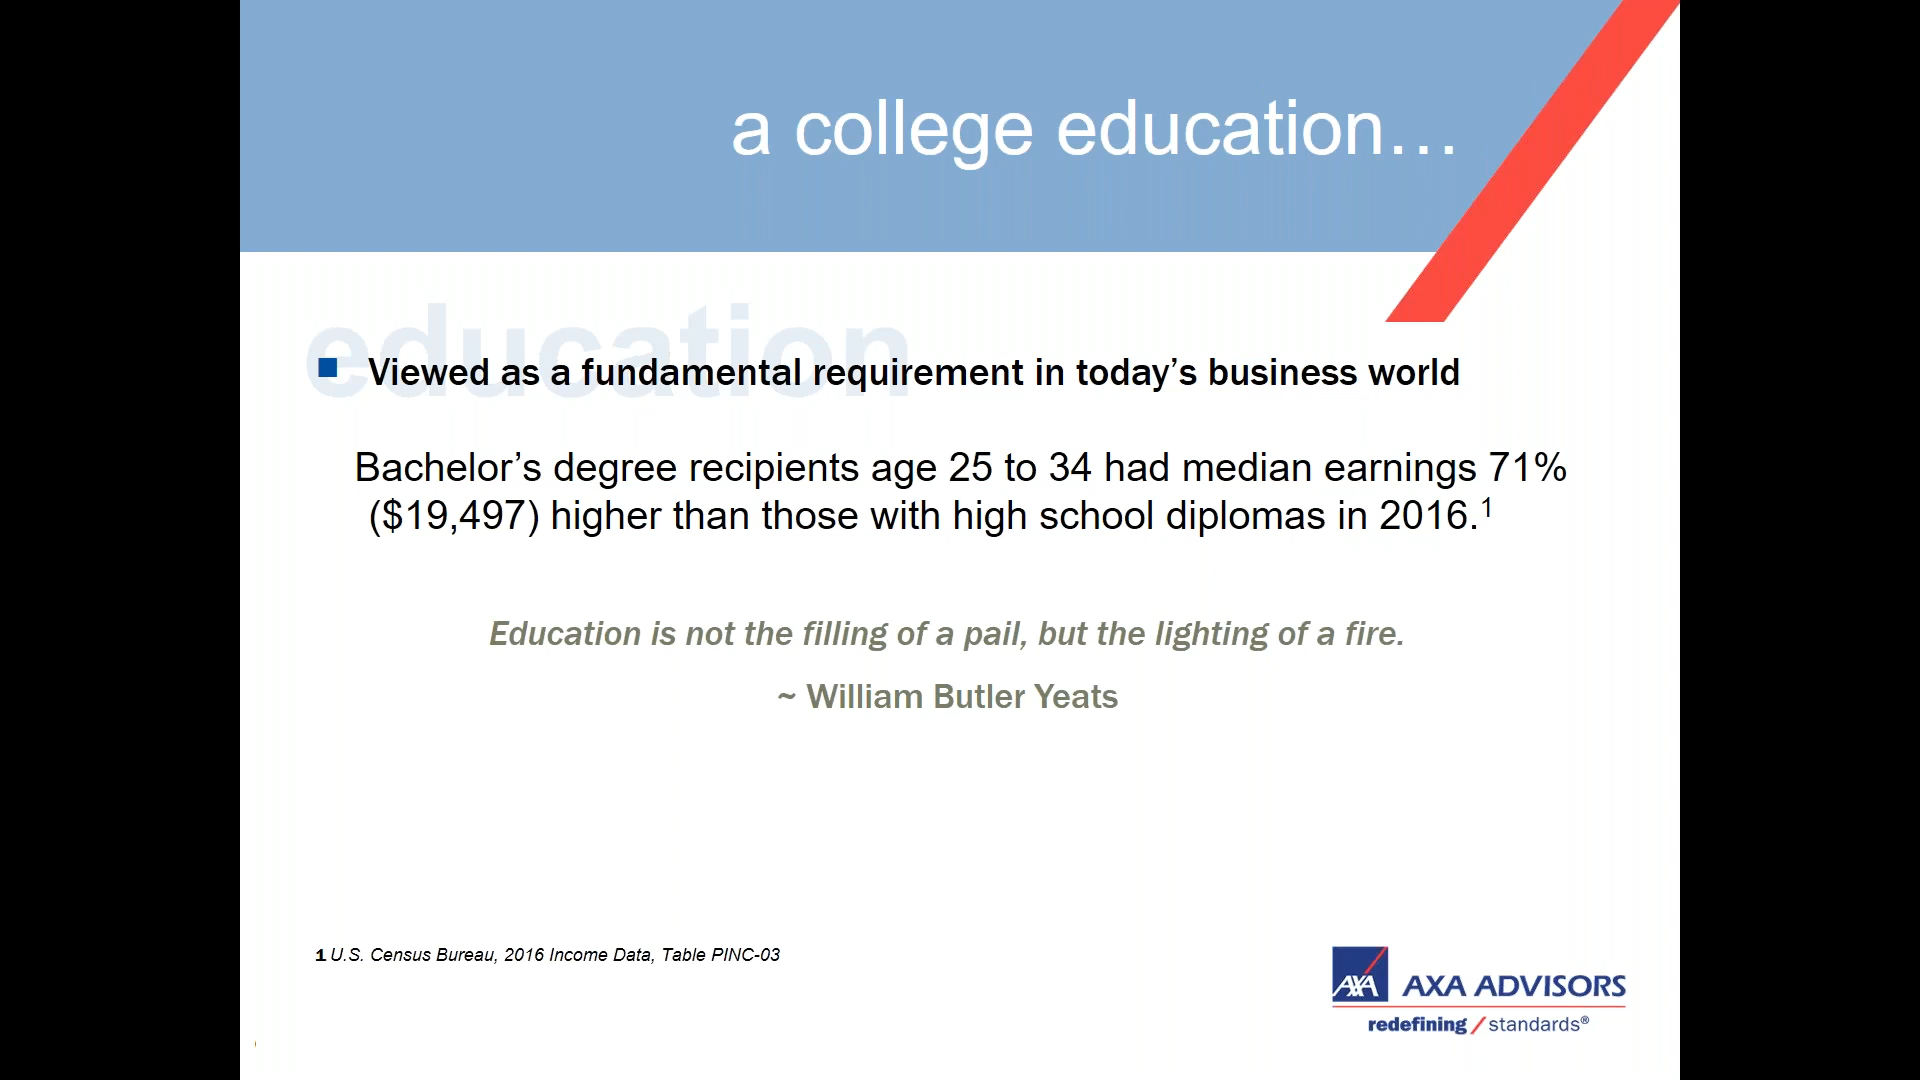 a college education…
education
■ Viewed as a fundamental requirement in today’s business world
Bachelor’s degree recipients age 25 to 34 had median earnings 71%
($19,497) higher than those with high school diplomas in 2016.1
Education is not the filling of a pail, but the lighting of a fire.
~ William Butler Yeats
1 U.S. Census Bureau, 2016 Income Data, Table PINC-03
AXA AXA ADVISORS
redefining / standards®